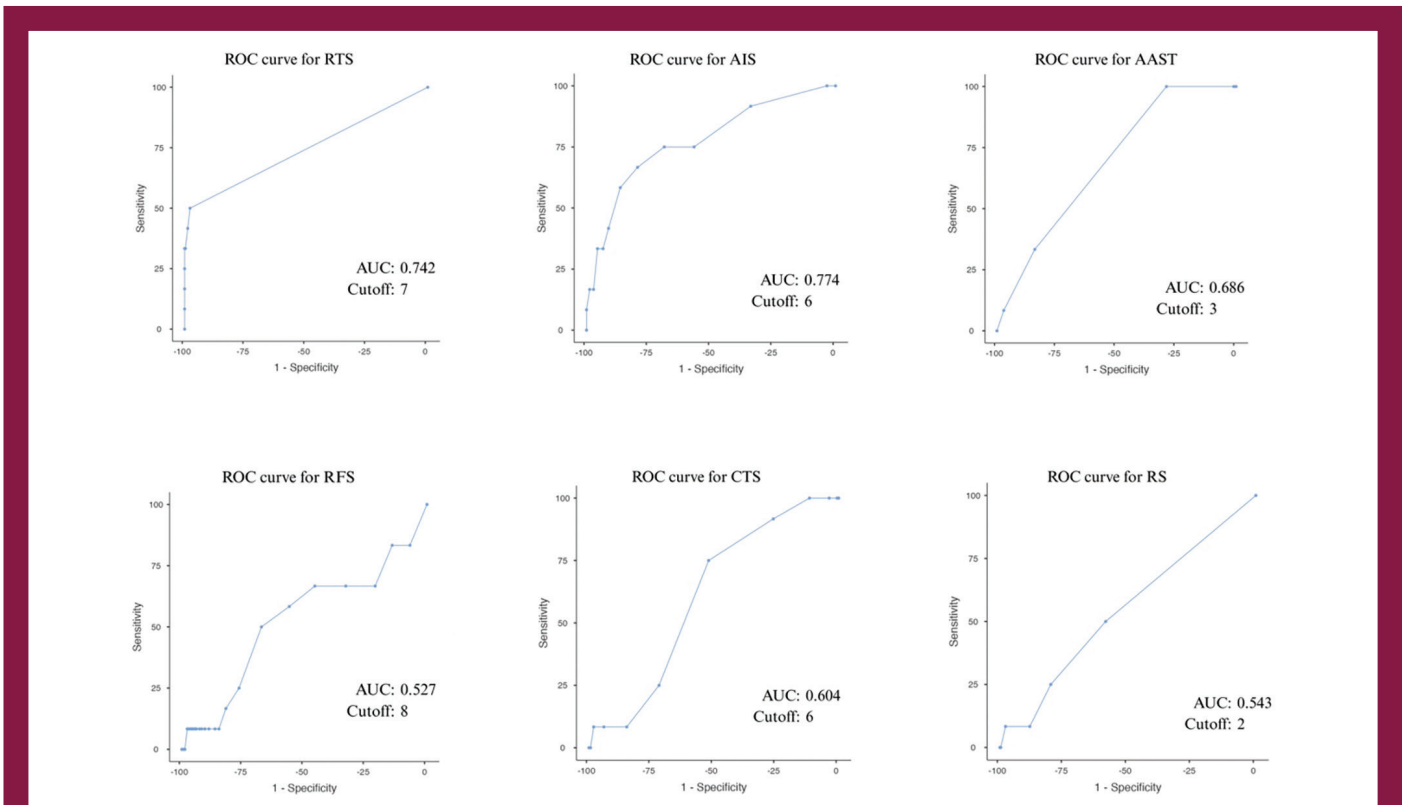 ROC curve for RTS
100
75
50
25
0
Sensitivity
-100 -75 -50 -25 0
1 - Specificity
AUC: 0.742
Cutoff: 7
ROC curve for AIS
100
75
50
25
0
Sensitivity
-100 -75 -50 -25 0
1 - Specificity
AUC: 0.774
Cutoff: 6
ROC curve for AAST
100
75
50
25
0
Sensitivity
-100 -75 -50 -25 0
1 - Specificity
AUC: 0.686
Cutoff: 3
ROC curve for RFS
100
75
50
25
0
Sensitivity
-100 -75 -50 -25 0
1 - Specificity
AUC: 0.527
Cutoff: 8
ROC curve for CTS
100
75
50
25
0
Sensitivity
-100 -75 -50 -25 0
1 - Specificity
AUC: 0.604
Cutoff: 6
ROC curve for RS
100
75
50
25
0
Sensitivity
-100 -75 -50 -25 0
1 - Specificity
AUC: 0.543
Cutoff: 2